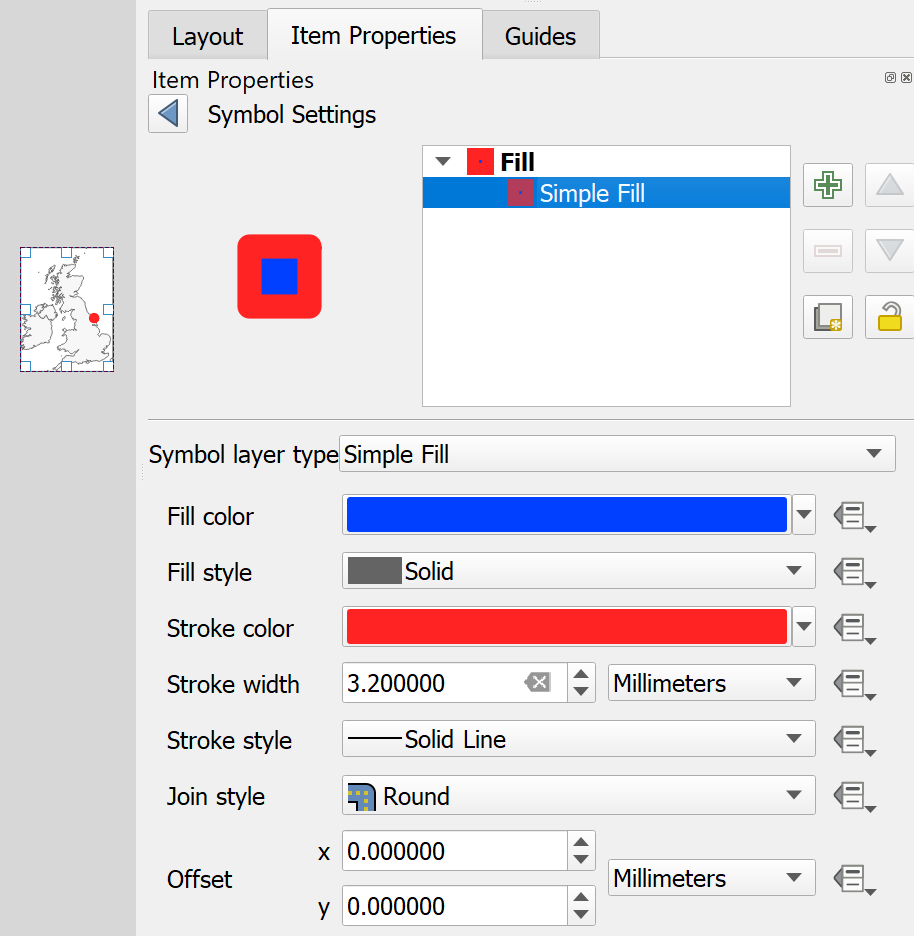 Layout Item Properties Guides
Item Properties
Symbol Settings
Fill
Simple Fill
Symbol layer type Simple Fill
Fill color
Fill style Solid
Stroke color
Stroke width 3.200000 Millimeters
Stroke style Solid Line
Join style Round
x 0.000000
Offset Millimeters
y 0.000000